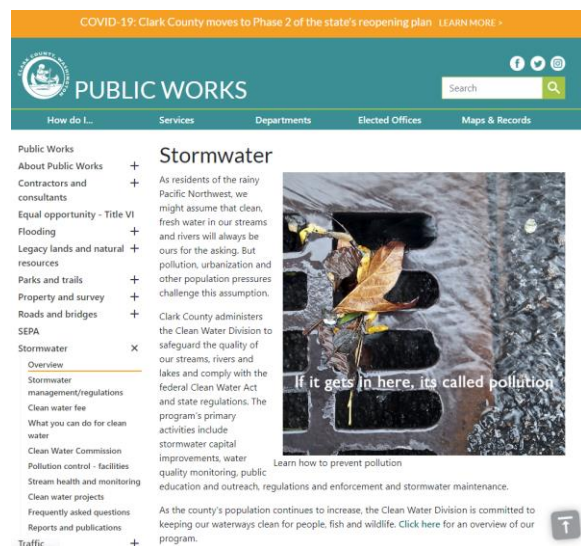 COVID-19: Clark County moves to Phase 2 of the state's reopening plan LEARN MORE »
CLARK COUNTY WASHINGTON
PUBLIC WORKS
Search
How do I...
Services
Departments
Elected Offices
Maps & Records
Public Works
About Public Works +
Contractors and +
consultants
Equal opportunity - Title VI
Flooding +
Legacy lands and natural +
resources
Parks and trails +
Property and survey +
Roads and bridges +
SEPA
Stormwater ×
Overview
Stormwater
management/regulations
Clean water fee
What you can do for clean
water
Clean Water Commission
Pollution control - facilities
Stream health and monitoring
Clean water projects
Frequently asked questions
Reports and publications
Traffic +
Stormwater
As residents of the rainy
Pacific Northwest, we
might assume that clean,
fresh water in our streams
and rivers will always be
ours for the asking. But
pollution, urbanization and
other population pressures
challenge this assumption.
Clark County administers
the Clean Water Division to
safeguard the quality of
our streams, rivers and
lakes and comply with the
federal Clean Water Act
and state regulations. The
program's primary
activities include
stormwater capital
improvements, water
quality monitoring, public
education and outreach, regulations and enforcement and stormwater maintenance.
If it gets in here, its called pollution
Learn how to prevent pollution
As the county's population continues to increase, the Clean Water Division is committed to
keeping our waterways clean for people, fish and wildlife. Click here for an overview of our
program.